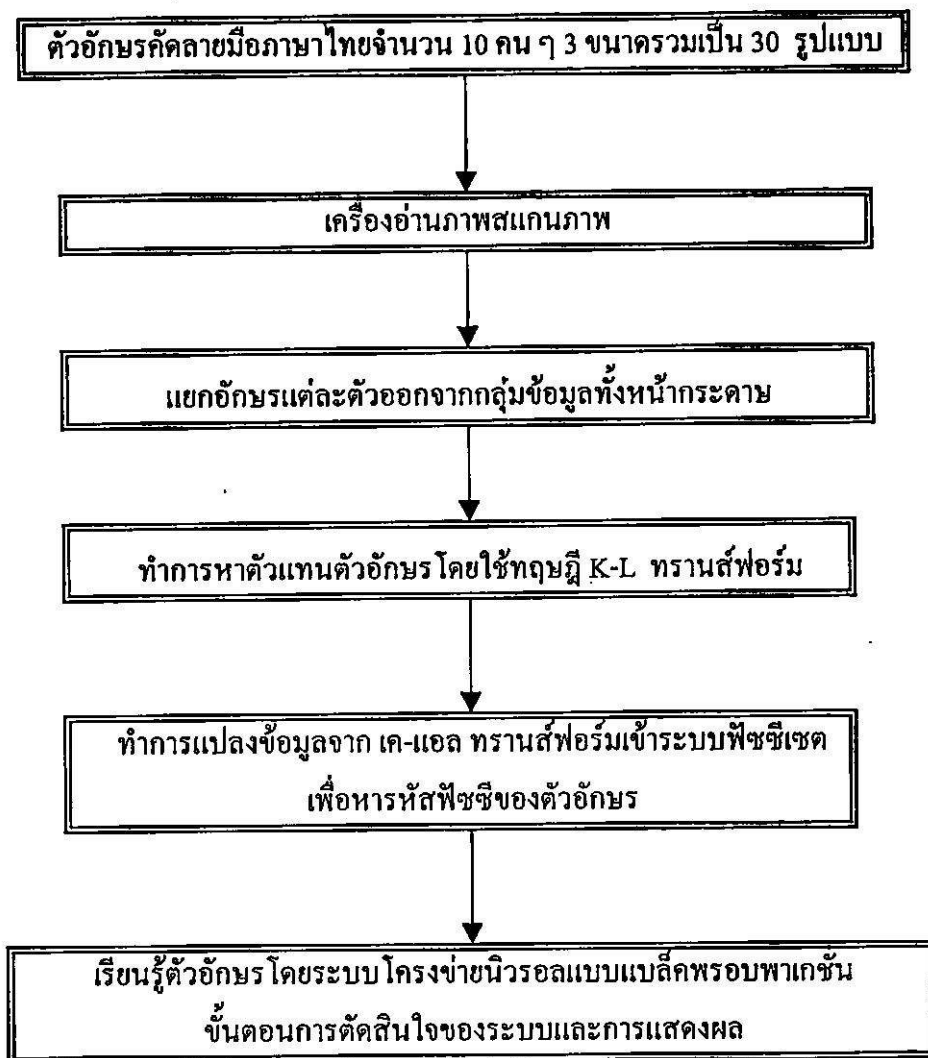 ตัวอักษรคัดลายมือภาษาไทยจำนวน 10 คน ๆ 3 ขนาดรวมเป็น 30 รูปแบบ
เครื่องอ่านภาพสแกนภาพ
แยกอักษรแต่ละตัวออกจากกลุ่มข้อมูลทั้งหน้ากระดาษ
ทำการหาตัวแทนตัวอักษรโดยใช้ทฤษฎี K-L ทรานส์ฟอร์ม
ทำการแปลงข้อมูลจาก เค-แอล ทรานส์ฟอร์มเข้าระบบฟัซซีเซต
เพื่อหารหัสฟัซซีของตัวอักษร
เรียนรู้ตัวอักษรโดยระบบโครงข่ายนิวรอลแบบแบล็คพรอบพาเกชั่น
ขั้นตอนการตัดสินใจของระบบและการแสดงผล